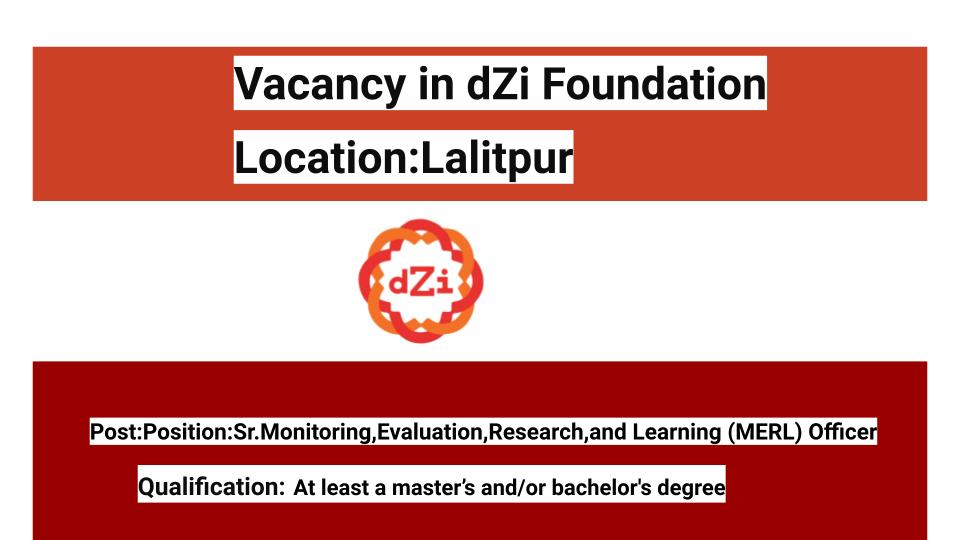 Vacancy in dZi Foundation
Location:Lalitpur
dZi
Post:Position:Sr.Monitoring,Evaluation,Research,and Learning (MERL) Officer
Qualification: At least a master’s and/or bachelor's degree